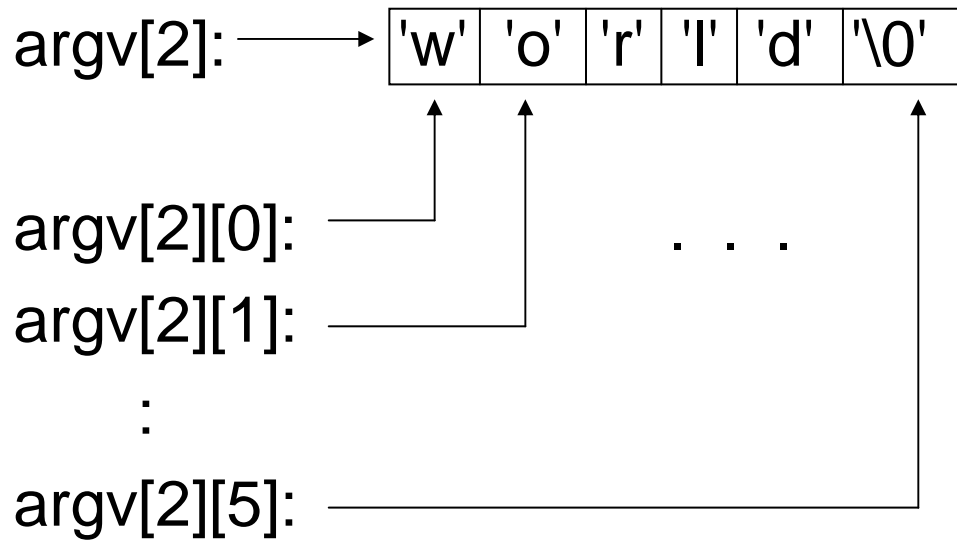 argv[2]: 'w' 'o' 'r' 'l' 'd' '\0'
argv[2][0]: . . .
argv[2][1]:
:
argv[2][5]: